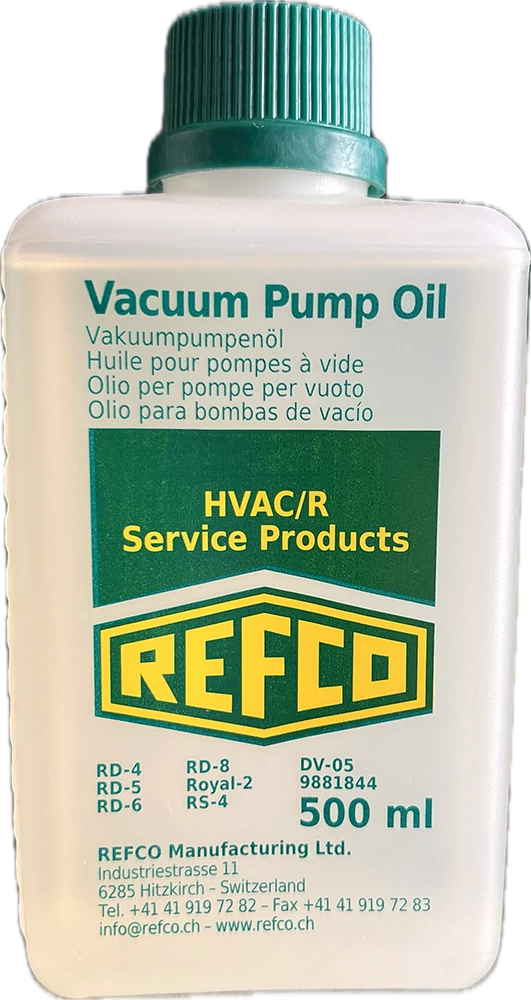 Vacuum Pump Oil
Vakuumpumpenöl
Huile pour pompes à vide
Olio per pompe per vuoto
Olio para bombas de vacío
HVAC/R
Service Products
REFCO
RD-4 RD-8 DV-05
RD-5 Royal-2 9881844
RD-6 RS-4 500 ml
REFCO Manufacturing Ltd.
Industriestrasse 11
6285 Hitzkirch – Switzerland
Tel. +41 41 919 72 82 – Fax +41 41 919 72 83
info@refco.ch – www.refco.ch